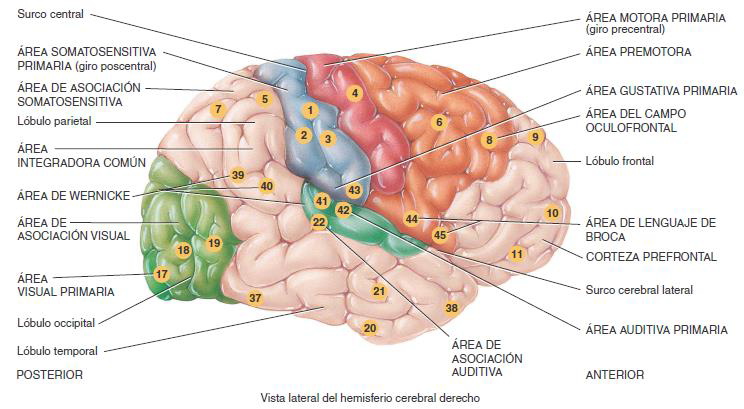 Surco central
ÁREA SOMATOSENSITIVA
PRIMARIA (giro poscentral)
ÁREA DE ASOCIACIÓN
SOMATOSENSITIVA
Lóbulo parietal
ÁREA
INTEGRADORA COMÚN
ÁREA DE WERNICKE
ÁREA DE
ASOCIACIÓN VISUAL
ÁREA
VISUAL PRIMARIA
Lóbulo occipital
Lóbulo temporal
POSTERIOR
5
7
1
2
3
4
6
8
9
39
40
41
42
43
22
44
45
10
11
18
19
17
37
21
20
38
ÁREA MOTORA PRIMARIA
(giro precentral)
ÁREA PREMOTORA
ÁREA GUSTATIVA PRIMARIA
ÁREA DEL CAMPO
OCULOFRONTAL
Lóbulo frontal
ÁREA DE LENGUAJE DE
BROCA
CORTEZA PREFRONTAL
Surco cerebral lateral
ÁREA AUDITIVA PRIMARIA
ÁREA DE
ASOCIACIÓN
AUDITIVA
ANTERIOR
Vista lateral del hemisferio cerebral derecho